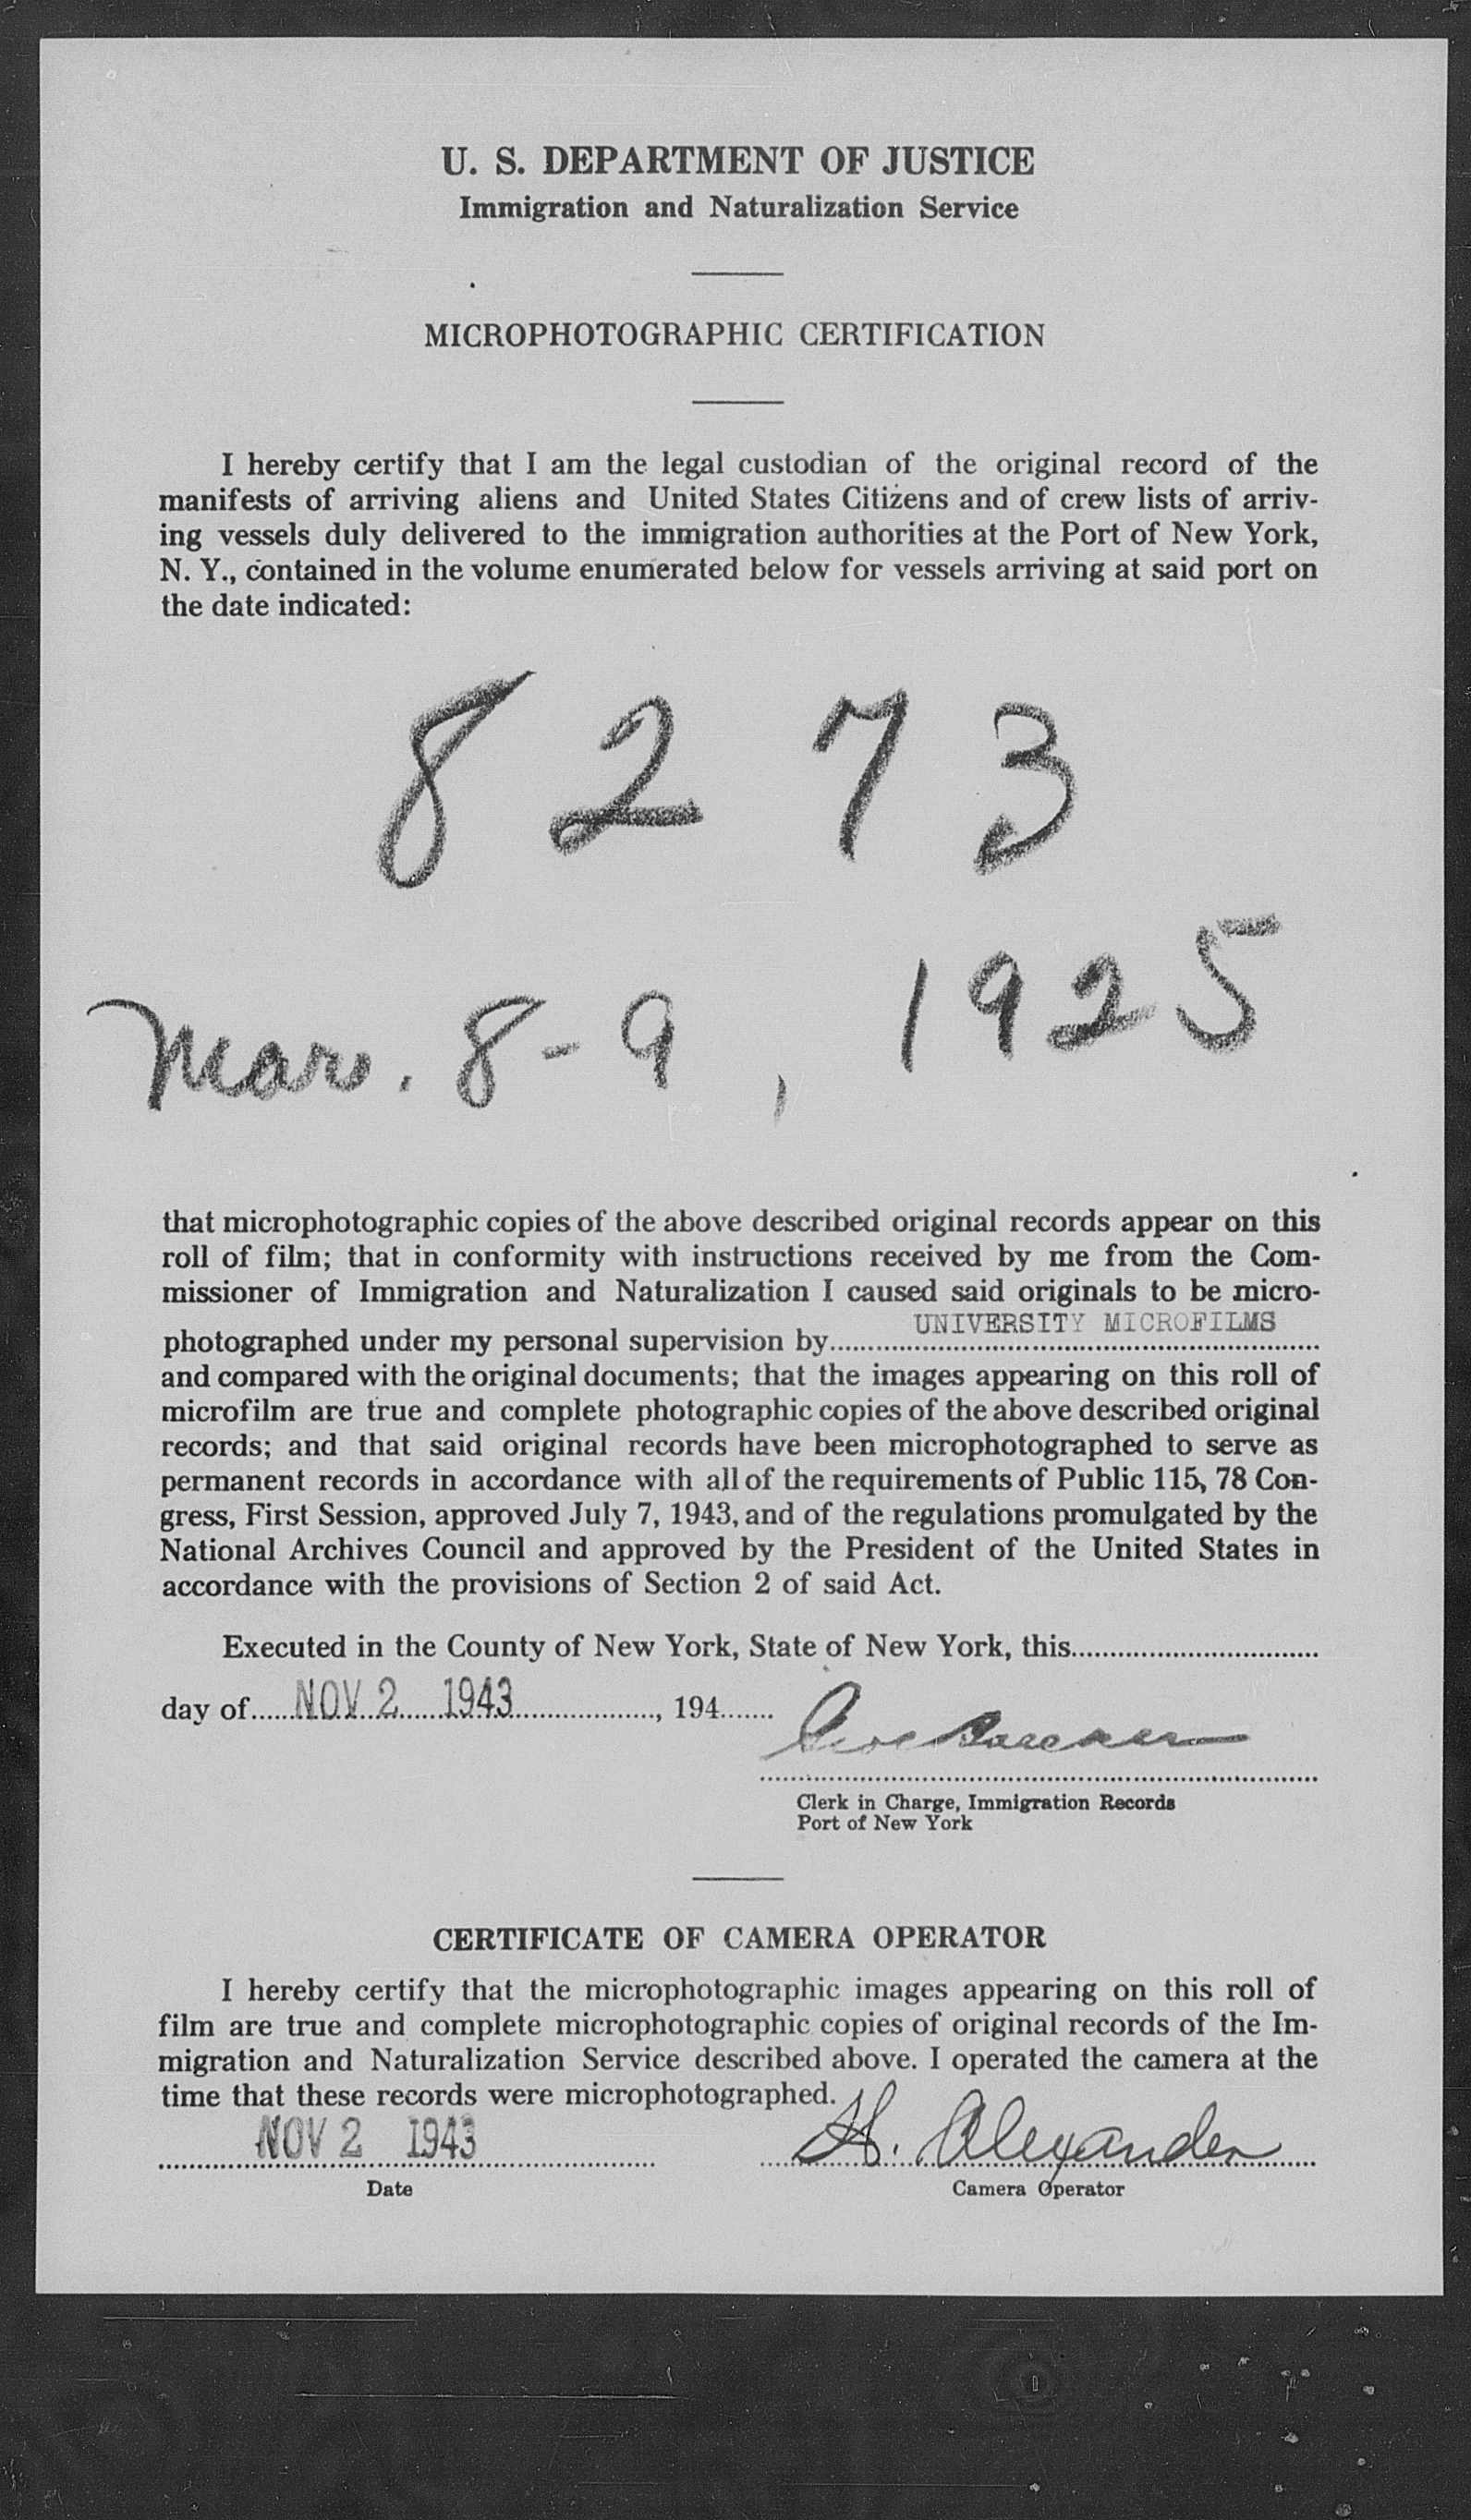 U. S. DEPARTMENT OF JUSTICE
Immigration and Naturalization Service
MICROPHOTOGRAPHIC CERTIFICATION
I hereby certify that I am the legal custodian of the original record of the
manifests of arriving aliens and United States Citizens and of crew lists of arriv-
ing vessels duly delivered to the immigration authorities at the Port of New York,
N. Y., contained in the volume enumerated below for vessels arriving at said port on
the date indicated:
8 2 7 3
Mar. 8-9, 1925
that microphotographic copies of the above described original records appear on this
roll of film; that in conformity with instructions received by me from the Com-
missioner of Immigration and Naturalization I caused said originals to be micro-
photographed under my personal supervision by UNIVERSITY MICROFILMS
and compared with the original documents; that the images appearing on this roll of
microfilm are true and complete photographic copies of the above described original
records; and that said original records have been microphotographed to serve as
permanent records in accordance with all of the requirements of Public 115, 78 Con-
gress, First Session, approved July 7, 1943, and of the regulations promulgated by the
National Archives Council and approved by the President of the United States in
accordance with the provisions of Section 2 of said Act.
Executed in the County of New York, State of New York, this
day of NOV 2 1943, 194
Clerk in Charge, Immigration Records
Port of New York
CERTIFICATE OF CAMERA OPERATOR
I hereby certify that the microphotographic images appearing on this roll of
film are true and complete microphotographic copies of original records of the Im-
migration and Naturalization Service described above. I operated the camera at the
time that these records were microphotographed.
NOV 2 1943 H. Alexander
Date Camera Operator